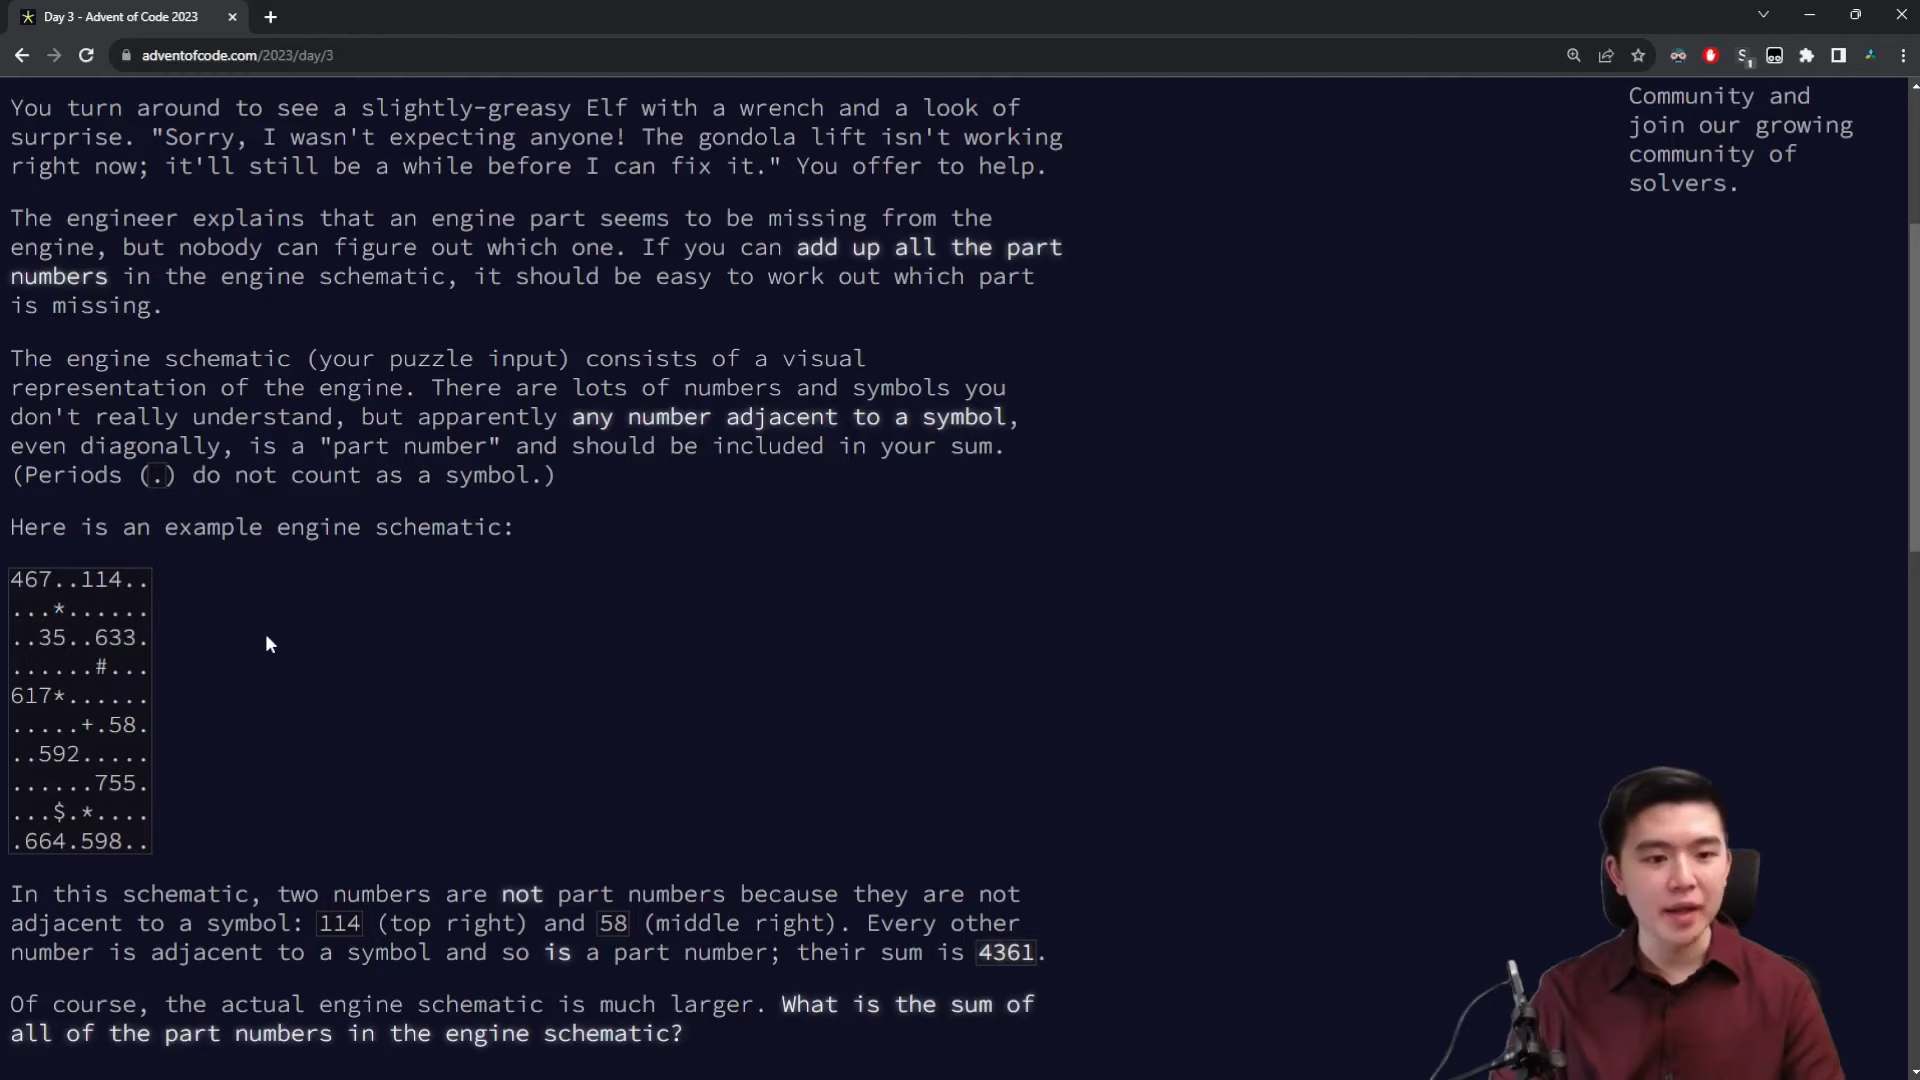 Day 3 - Advent of Code 2023
adventofcode.com/2023/day/3
You turn around to see a slightly-greasy Elf with a wrench and a look of
surprise. "Sorry, I wasn't expecting anyone! The gondola lift isn't working
right now; it'll still be a while before I can fix it." You offer to help.
The engineer explains that an engine part seems to be missing from the
engine, but nobody can figure out which one. If you can add up all the part
numbers in the engine schematic, it should be easy to work out which part
is missing.
The engine schematic (your puzzle input) consists of a visual
representation of the engine. There are lots of numbers and symbols you
don't really understand, but apparently any number adjacent to a symbol,
even diagonally, is a "part number" and should be included in your sum.
(Periods (.) do not count as a symbol.)
Here is an example engine schematic:
467..114..
...*......
..35..633.
......#...
617*......
.....+.58.
..592.....
......755.
...$.*....
.664.598..
In this schematic, two numbers are not part numbers because they are not
adjacent to a symbol: 114 (top right) and 58 (middle right). Every other
number is adjacent to a symbol and so is a part number; their sum is 4361.
Of course, the actual engine schematic is much larger. What is the sum of
all of the part numbers in the engine schematic?
Community and
join our growing
community of
solvers.